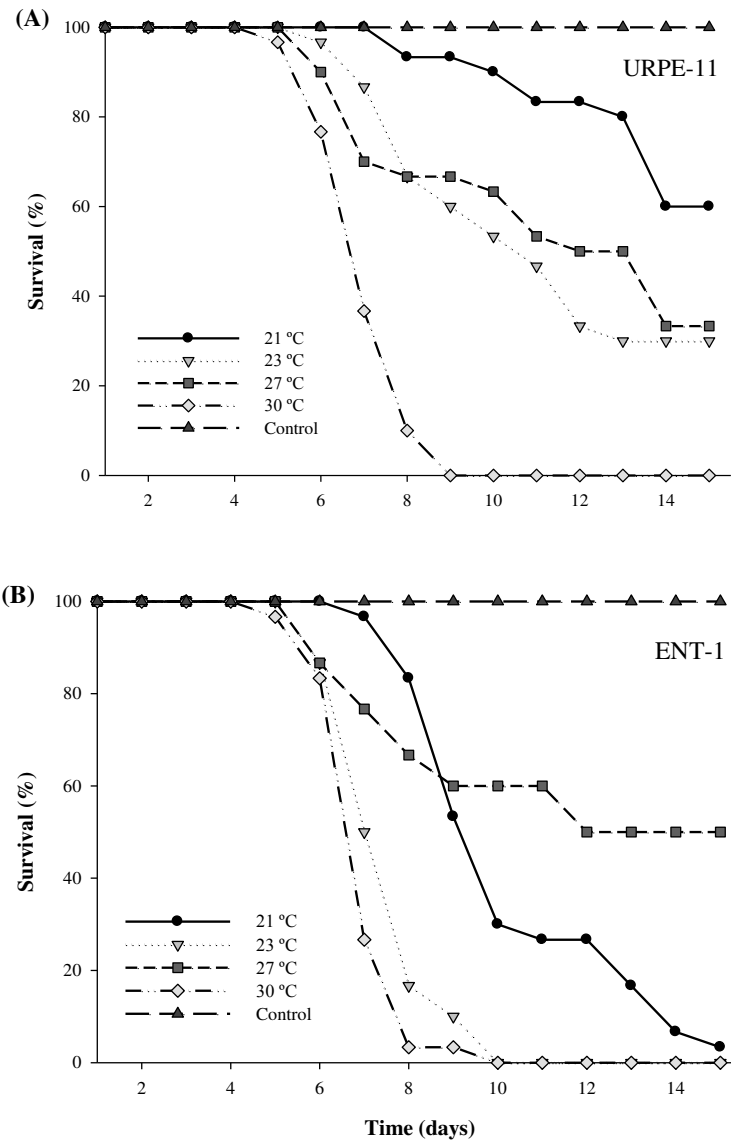 (A)
URPE-11
Survival (%)
100
80
60
40
20
0
21 ºC
23 ºC
27 ºC
30 ºC
Control
2 4 6 8 10 12 14
(B)
ENT-1
Survival (%)
100
80
60
40
20
0
21 ºC
23 ºC
27 ºC
30 ºC
Control
2 4 6 8 10 12 14
Time (days)